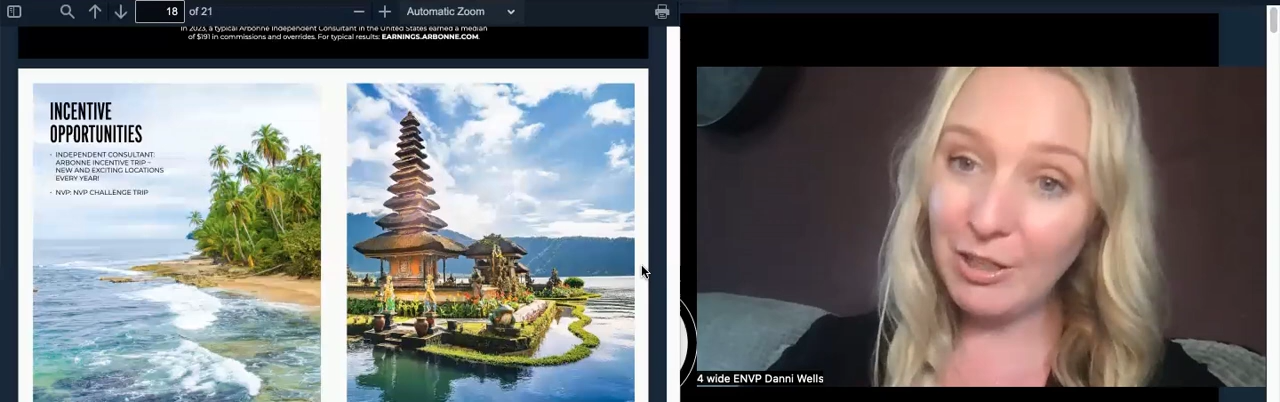 18 of 21
Automatic Zoom
In 2023, a typical Arbonne Independent Consultant in the United States earned a median
of $191 in commissions and overrides. For typical results: EARNINGS.ARBONNE.COM.
INCENTIVE
OPPORTUNITIES
· INDEPENDENT CONSULTANT:
ARBONNE INCENTIVE TRIP –
NEW AND EXCITING LOCATIONS
EVERY YEAR!
· NVP: NVP CHALLENGE TRIP
4 wide ENVP Danni Wells